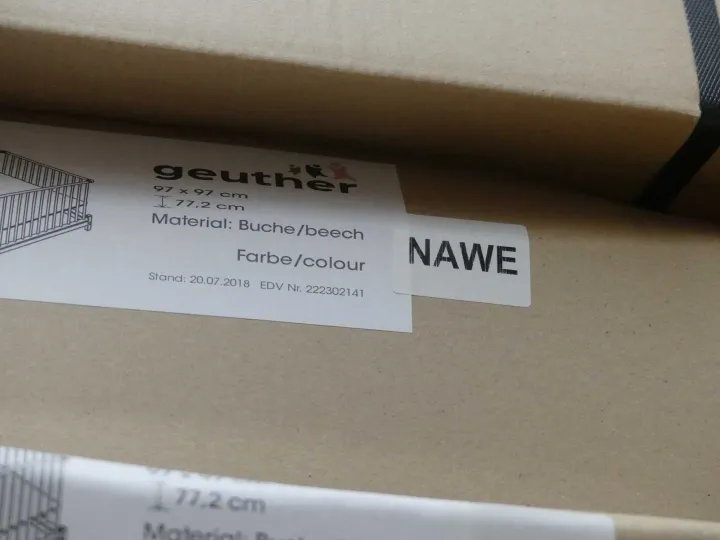 geuther
97 x 97 cm
77.2 cm
Material: Buche/beech
Farbe/colour
NAWE
Stand: 20.07.2018 EDV Nr. 222302141
77.2 cm
Material: